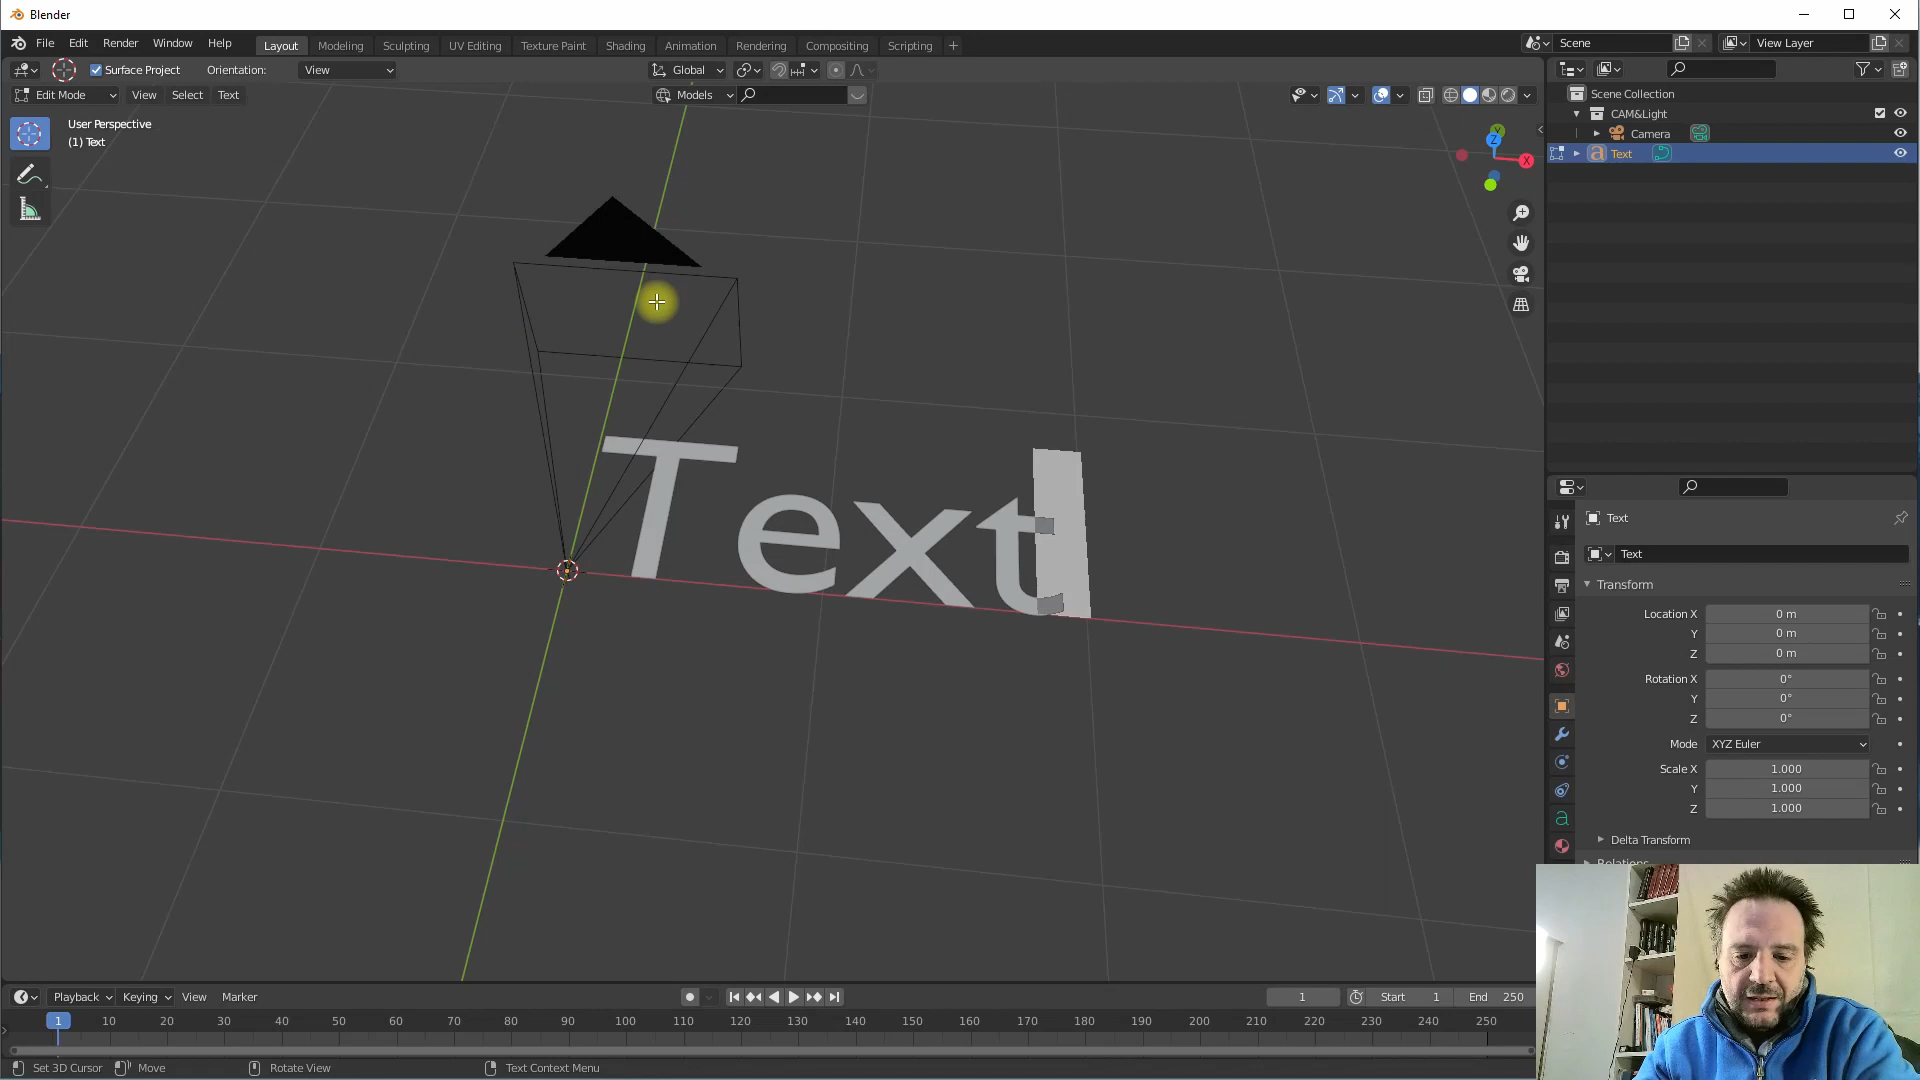 Blender
File Edit Render Window Help
Layout Modeling Sculpting UV Editing Texture Paint Shading Animation Rendering Compositing Scripting +
Scene
View Layer
Surface Project Orientation: View
Global
Edit Mode View Select Text
Models
User Perspective
(1) Text
Z
Y
X
Text
Scene Collection
CAM&Light
Camera
Text
Text
Text
Transform
Location X 0 m
Y 0 m
Z 0 m
Rotation X 0°
Y 0°
Z 0°
Mode XYZ Euler
Scale X 1.000
Y 1.000
Z 1.000
Delta Transform
Relations
Playback Keying View Marker
1 Start 1 End 250
1 10 20 30 40 50 60 70 80 90 100 110 120 130 140 150 160 170 180 190 200 210 220 230 240 250
Set 3D Cursor Move Rotate View Text Context Menu